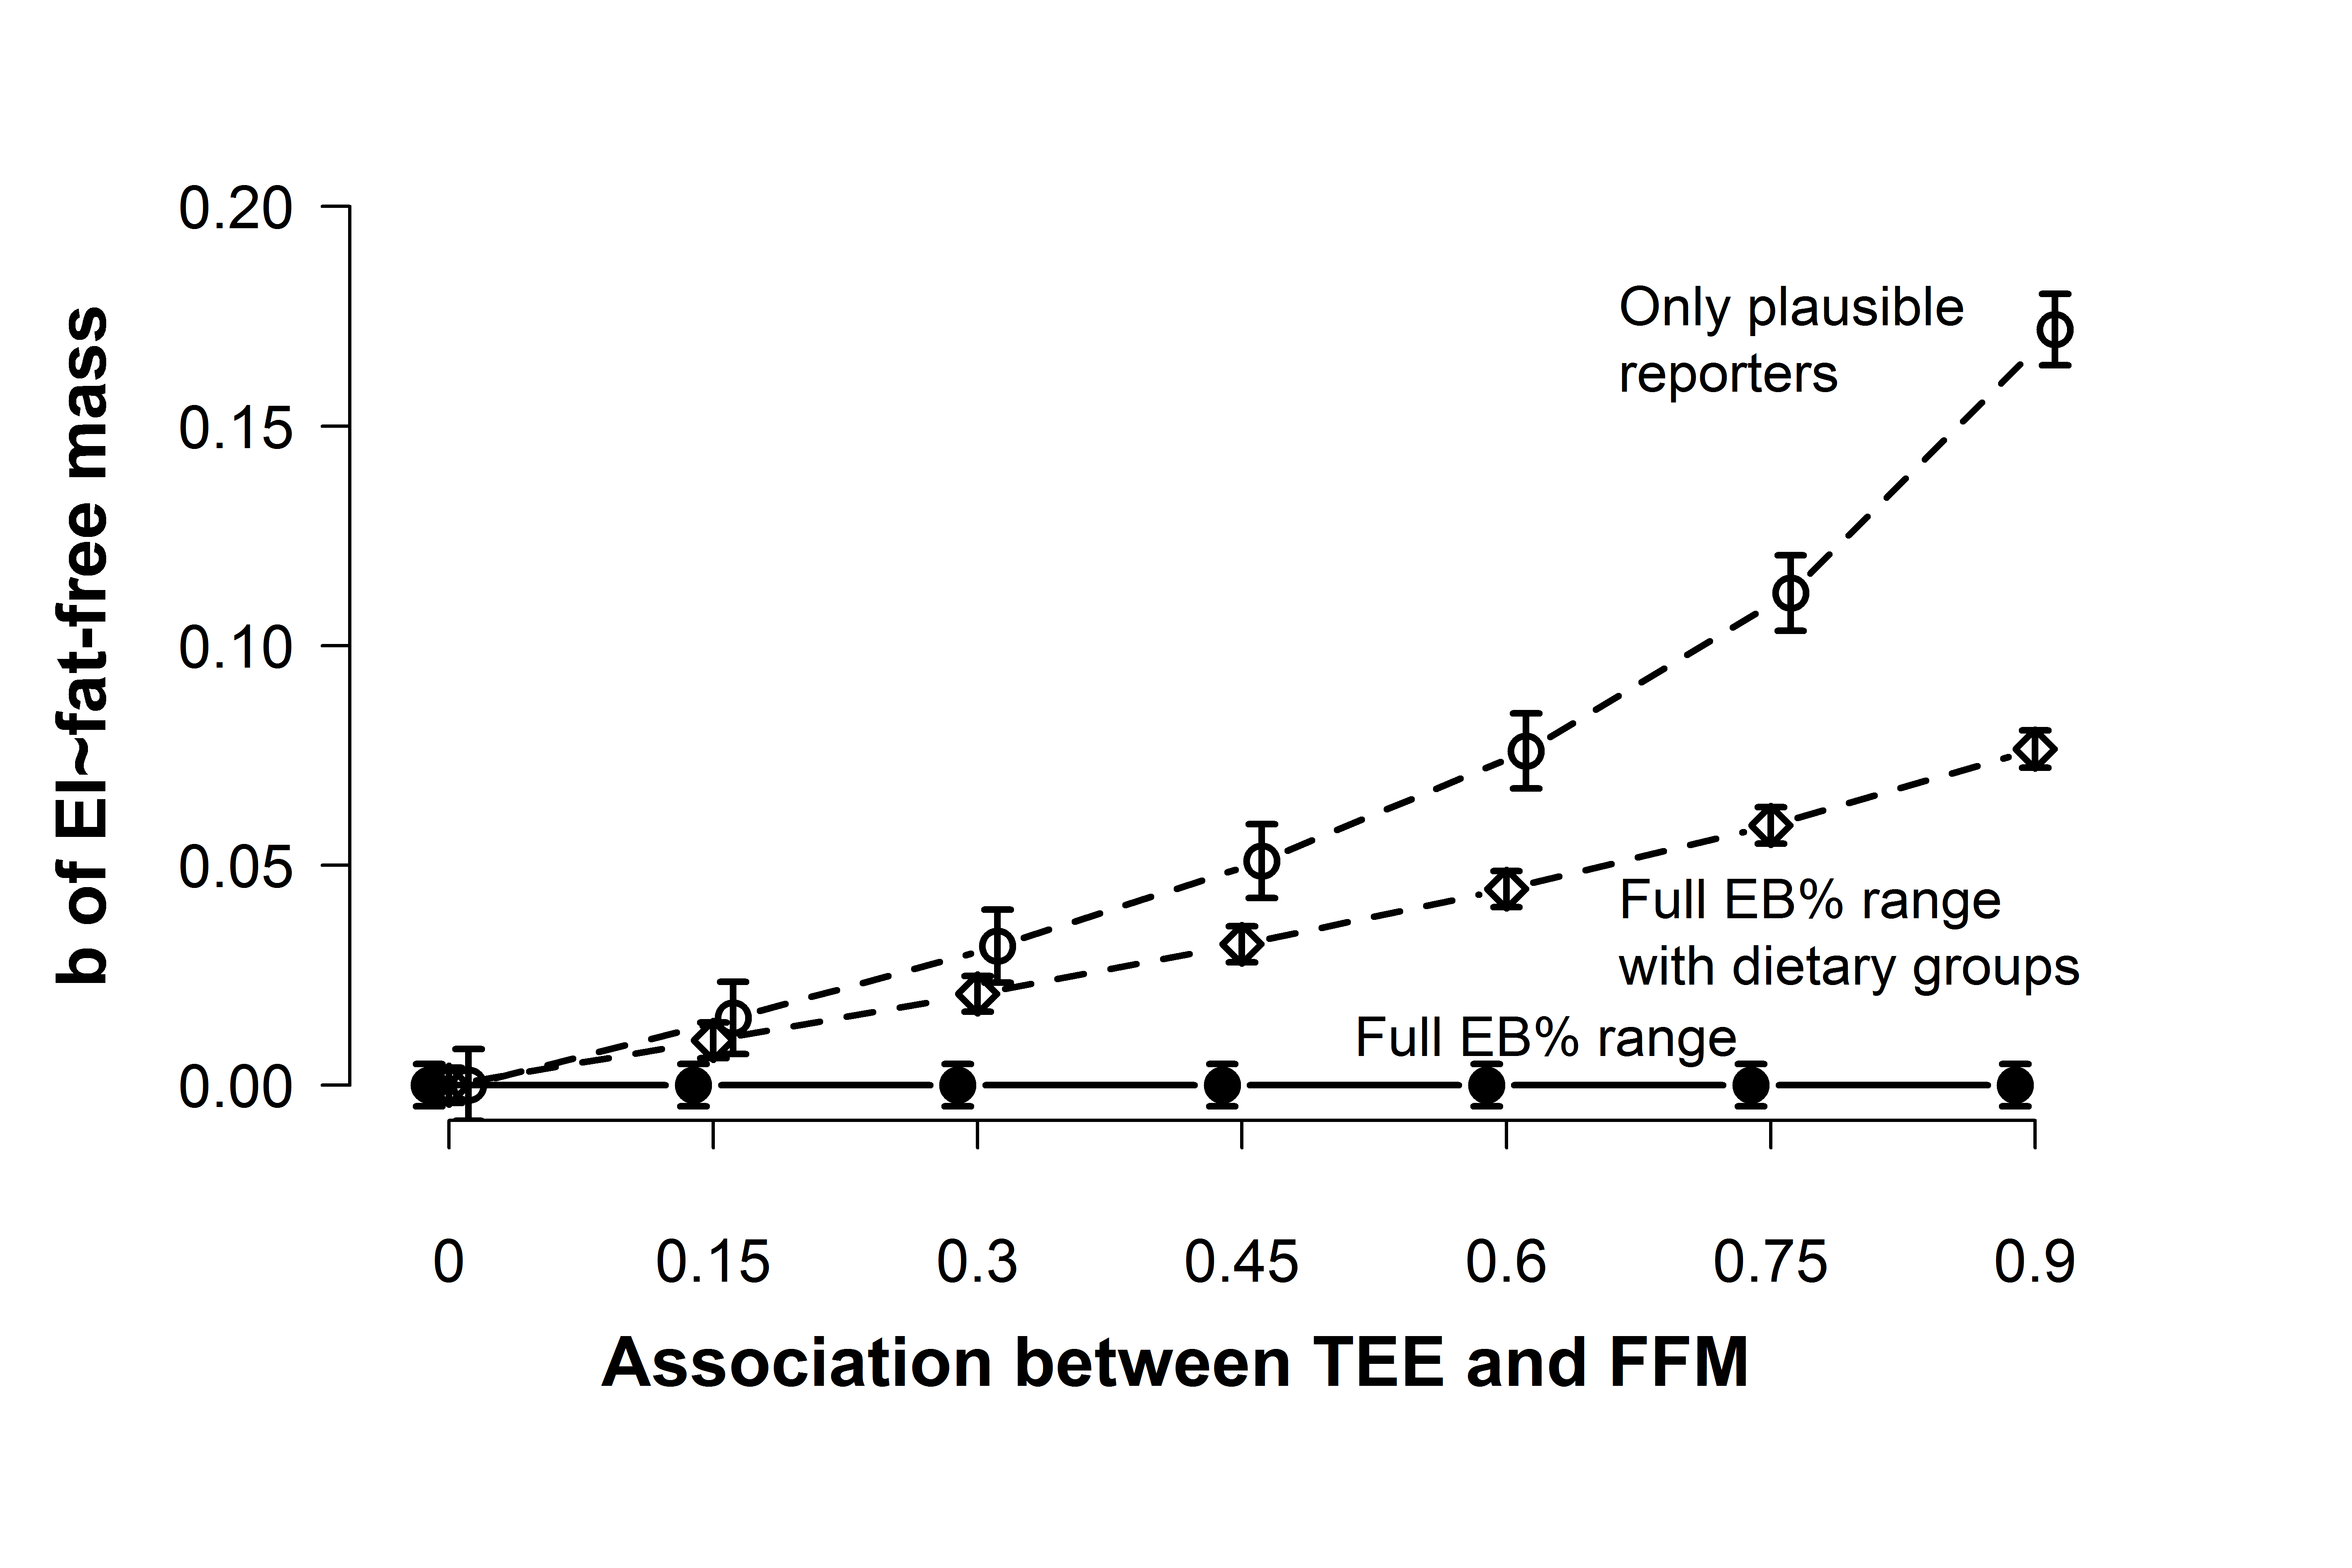 b of EI~fat-free mass
0.20
0.15
0.10
0.05
0.00
Only plausible
reporters
Full EB% range
with dietary groups
Full EB% range
0 0.15 0.3 0.45 0.6 0.75 0.9
Association between TEE and FFM